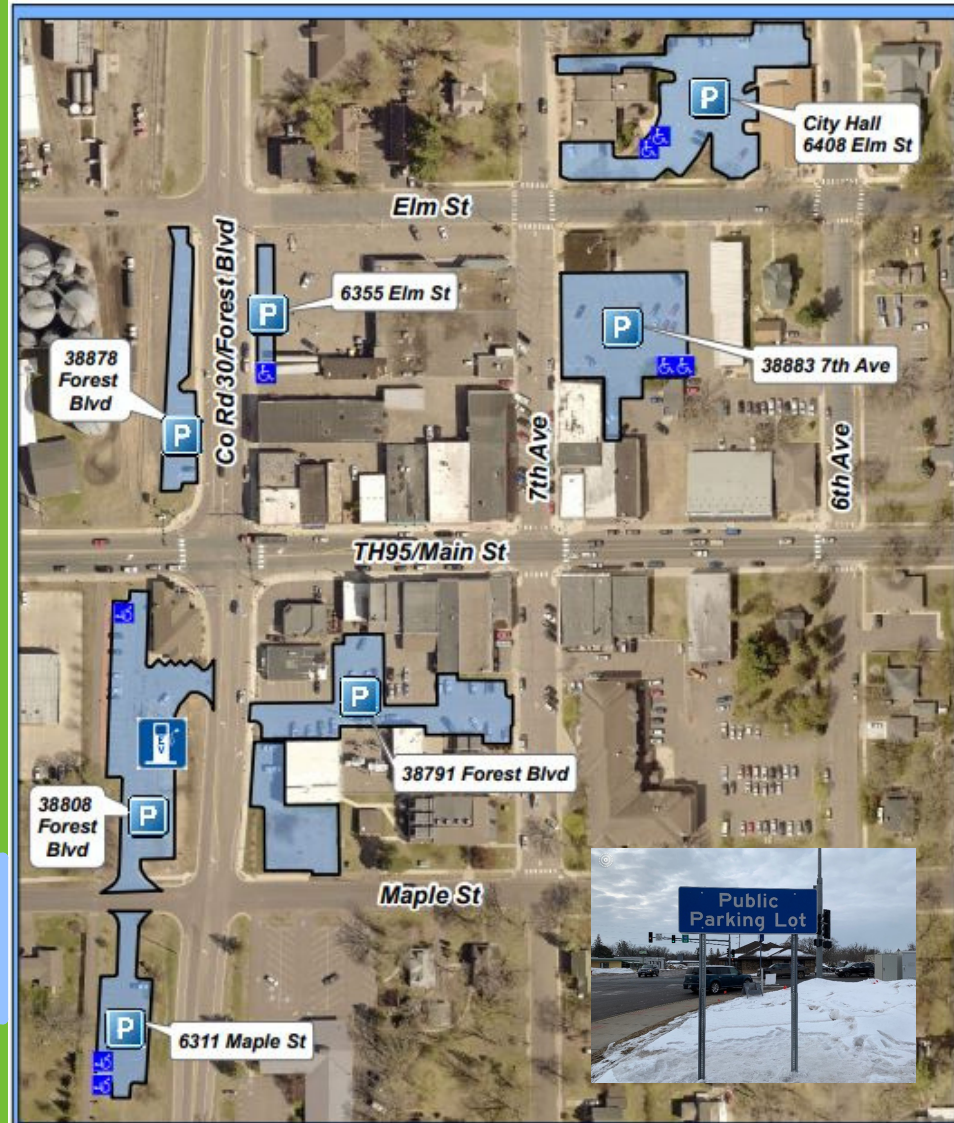 P
City Hall
6408 Elm St
Elm St
Co Rd 30/Forest Blvd
P
6355 Elm St
P
38883 7th Ave
38878
Forest
Blvd
P
7th Ave
6th Ave
TH95/Main St
P
38791 Forest Blvd
EV
38808
Forest
Blvd
P
Maple St
©
Public
Parking Lot
P
6311 Maple St